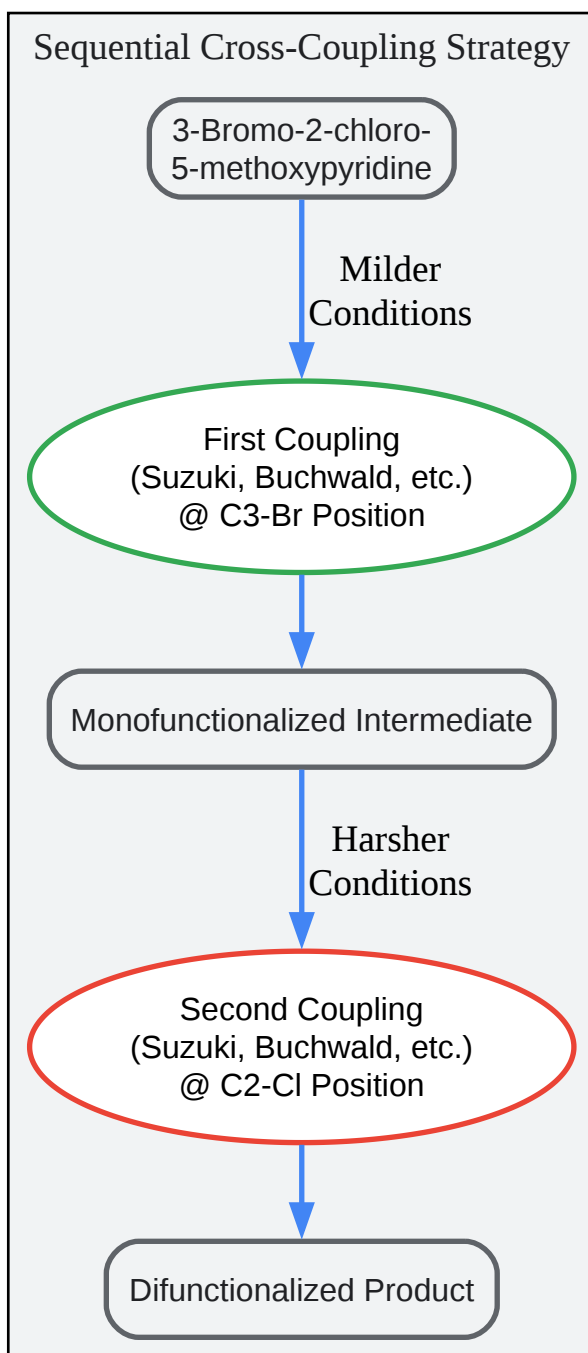 Sequential Cross-Coupling Strategy
3-Bromo-2-chloro-
5-methoxypyridine
Milder
Conditions
First Coupling
(Suzuki, Buchwald, etc.)
@ C3-Br Position
Monofunctionalized Intermediate
Harsher
Conditions
Second Coupling
(Suzuki, Buchwald, etc.)
@ C2-Cl Position
Difunctionalized Product